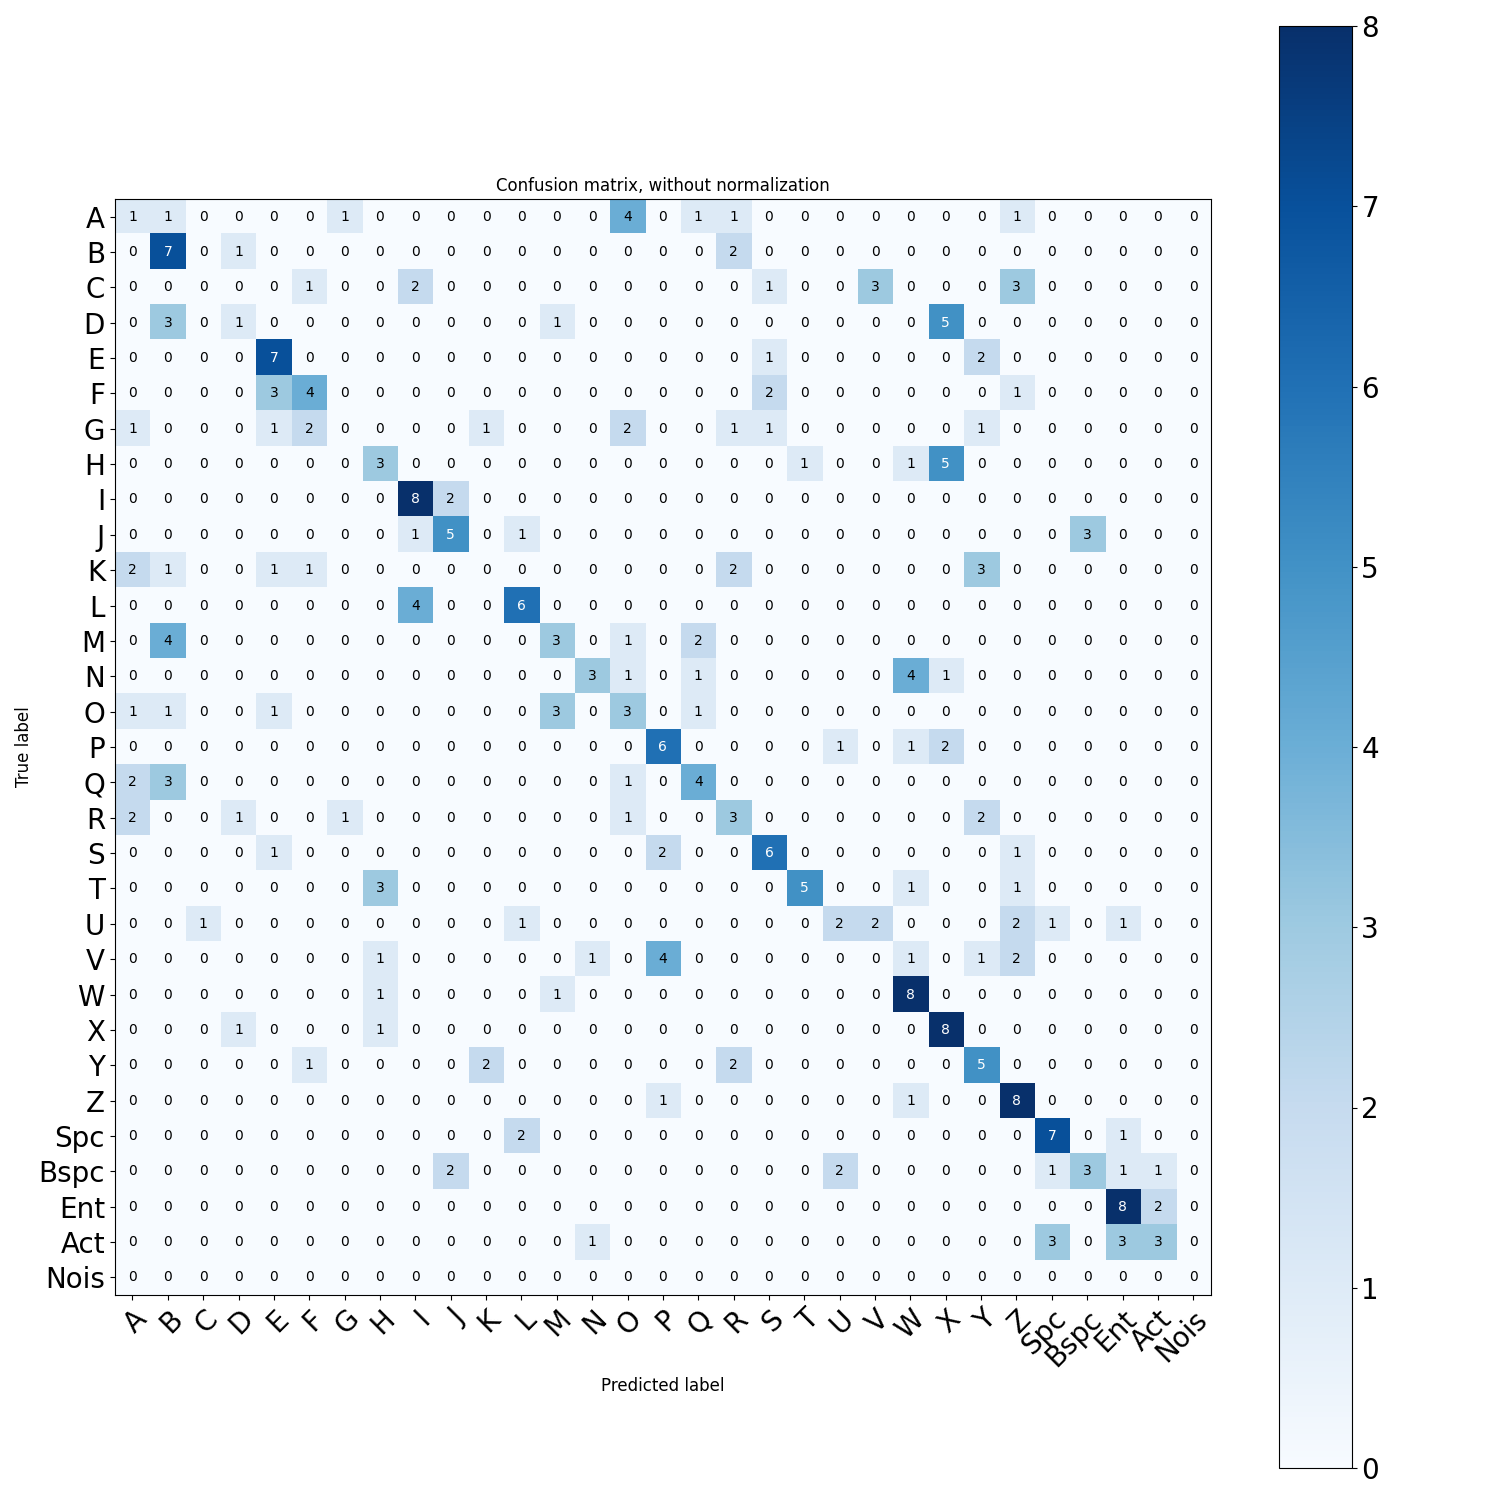 Confusion matrix, without normalization
A 1 1 0 0 0 0 1 0 0 0 0 0 0 0 4 0 1 1 0 0 0 0 0 0 0 1 0 0 0 0 0
B 0 7 0 1 0 0 0 0 0 0 0 0 0 0 0 0 0 2 0 0 0 0 0 0 0 0 0 0 0 0 0
C 0 0 0 0 0 1 0 0 2 0 0 0 0 0 0 0 0 0 1 0 0 3 0 0 0 3 0 0 0 0 0
D 0 3 0 1 0 0 0 0 0 0 0 0 1 0 0 0 0 0 0 0 0 0 0 5 0 0 0 0 0 0 0
E 0 0 0 0 7 0 0 0 0 0 0 0 0 0 0 0 0 0 1 0 0 0 0 0 2 0 0 0 0 0 0
F 0 0 0 0 3 4 0 0 0 0 0 0 0 0 0 0 0 0 2 0 0 0 0 0 0 1 0 0 0 0 0
G 1 0 0 0 1 2 0 0 0 0 1 0 0 0 2 0 0 1 1 0 0 0 0 0 1 0 0 0 0 0 0
H 0 0 0 0 0 0 0 3 0 0 0 0 0 0 0 0 0 0 0 1 0 0 1 5 0 0 0 0 0 0 0
I 0 0 0 0 0 0 0 0 8 2 0 0 0 0 0 0 0 0 0 0 0 0 0 0 0 0 0 0 0 0 0
J 0 0 0 0 0 0 0 0 1 5 0 1 0 0 0 0 0 0 0 0 0 0 0 0 0 0 0 3 0 0 0
K 2 1 0 0 1 1 0 0 0 0 0 0 0 0 0 0 0 2 0 0 0 0 0 0 3 0 0 0 0 0 0
L 0 0 0 0 0 0 0 0 4 0 0 6 0 0 0 0 0 0 0 0 0 0 0 0 0 0 0 0 0 0 0
M 0 4 0 0 0 0 0 0 0 0 0 0 3 0 1 0 2 0 0 0 0 0 0 0 0 0 0 0 0 0 0
N 0 0 0 0 0 0 0 0 0 0 0 0 0 3 1 0 1 0 0 0 0 0 4 1 0 0 0 0 0 0 0
O 1 1 0 0 1 0 0 0 0 0 0 0 3 0 3 0 1 0 0 0 0 0 0 0 0 0 0 0 0 0 0
P 0 0 0 0 0 0 0 0 0 0 0 0 0 0 0 6 0 0 0 0 1 0 1 2 0 0 0 0 0 0 0
Q 2 3 0 0 0 0 0 0 0 0 0 0 0 0 1 0 4 0 0 0 0 0 0 0 0 0 0 0 0 0 0
R 2 0 0 1 0 0 1 0 0 0 0 0 0 0 1 0 0 3 0 0 0 0 0 0 2 0 0 0 0 0 0
S 0 0 0 0 1 0 0 0 0 0 0 0 0 0 0 2 0 0 6 0 0 0 0 0 0 1 0 0 0 0 0
T 0 0 0 0 0 0 0 3 0 0 0 0 0 0 0 0 0 0 0 5 0 0 1 0 0 1 0 0 0 0 0
U 0 0 1 0 0 0 0 0 0 0 0 1 0 0 0 0 0 0 0 0 2 2 0 0 0 2 1 0 1 0 0
V 0 0 0 0 0 0 0 1 0 0 0 0 0 1 0 4 0 0 0 0 0 0 1 0 1 2 0 0 0 0 0
W 0 0 0 0 0 0 0 1 0 0 0 0 1 0 0 0 0 0 0 0 0 0 8 0 0 0 0 0 0 0 0
X 0 0 0 1 0 0 0 1 0 0 0 0 0 0 0 0 0 0 0 0 0 0 0 8 0 0 0 0 0 0 0
Y 0 0 0 0 0 1 0 0 0 0 2 0 0 0 0 0 0 2 0 0 0 0 0 0 5 0 0 0 0 0 0
Z 0 0 0 0 0 0 0 0 0 0 0 0 0 0 0 1 0 0 0 0 0 0 1 0 0 8 0 0 0 0 0
Spc 0 0 0 0 0 0 0 0 0 0 0 2 0 0 0 0 0 0 0 0 0 0 0 0 0 0 7 0 1 0 0
Bspc 0 0 0 0 0 0 0 0 0 2 0 0 0 0 0 0 0 0 0 0 2 0 0 0 0 0 1 3 1 1 0
Ent 0 0 0 0 0 0 0 0 0 0 0 0 0 0 0 0 0 0 0 0 0 0 0 0 0 0 0 0 8 2 0
Act 0 0 0 0 0 0 0 0 0 0 0 0 0 1 0 0 0 0 0 0 0 0 0 0 0 0 3 0 3 3 0
Nois 0 0 0 0 0 0 0 0 0 0 0 0 0 0 0 0 0 0 0 0 0 0 0 0 0 0 0 0 0 0 0
A B C D E F G H I J K L M N O P Q R S T U V W X Y Z Spc Bspc Ent Act Nois
Predicted label
True label
8
7
6
5
4
3
2
1
0